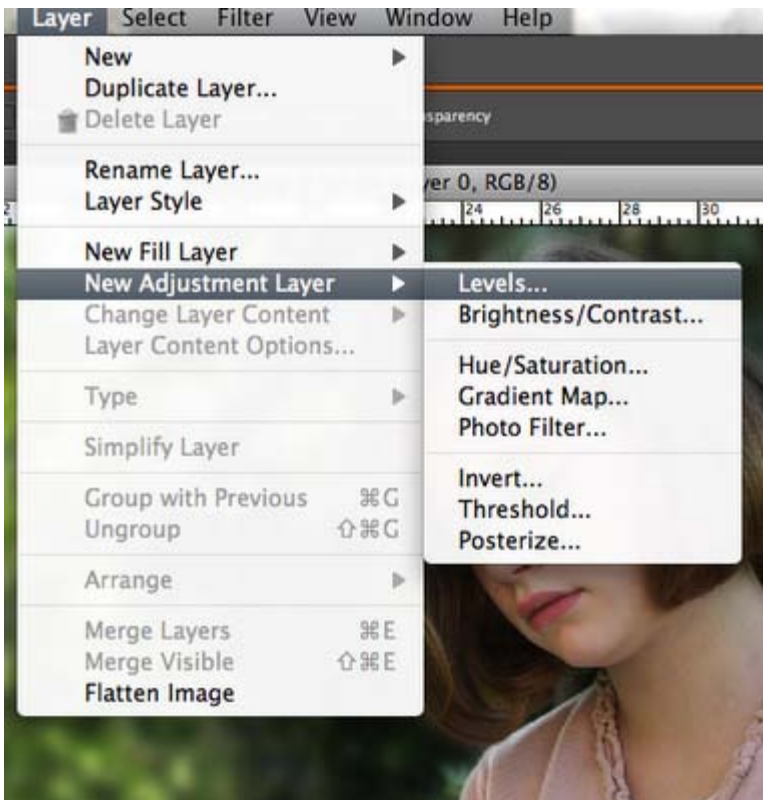 Layer Select Filter View Window Help
New
Duplicate Layer...
Delete Layer
Rename Layer...
Layer Style
New Fill Layer
New Adjustment Layer
Change Layer Content
Layer Content Options...
Type
Simplify Layer
Group with Previous ⌘G
Ungroup ⇧⌘G
Arrange
Merge Layers ⌘E
Merge Visible ⇧⌘E
Flatten Image
sparency
er 0, RGB/8)
2 24 26 28 30
Levels...
Brightness/Contrast...
Hue/Saturation...
Gradient Map...
Photo Filter...
Invert...
Threshold...
Posterize...